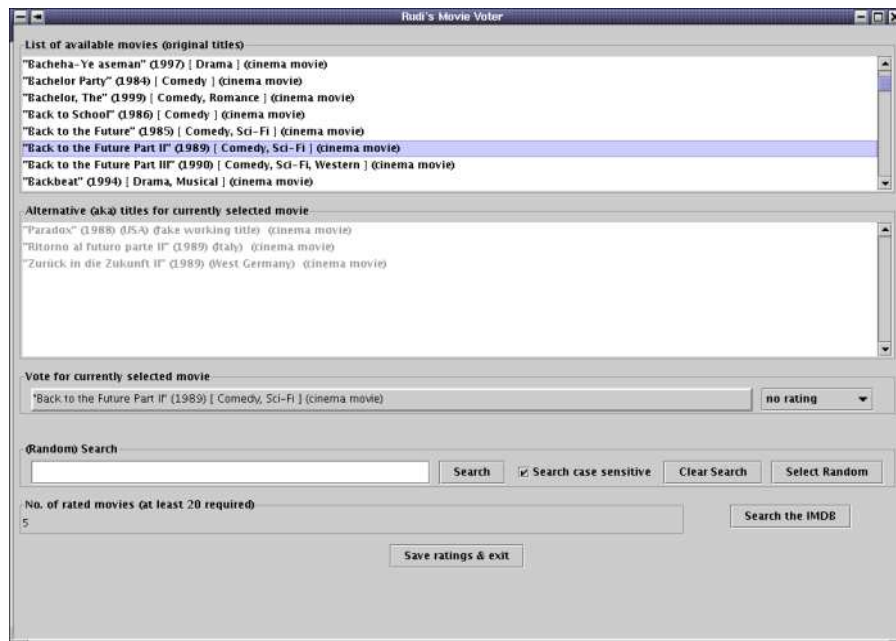 Rudi's Movie Voter
List of available movies (original titles)
"Bacheha-Ye aseman" (1997) [ Drama ] (cinema movie)
"Bachelor Party" (1984) [ Comedy ] (cinema movie)
"Bachelor, The" (1999) [ Comedy, Romance ] (cinema movie)
"Back to School" (1986) [ Comedy ] (cinema movie)
"Back to the Future" (1985) [ Comedy, Sci-Fi ] (cinema movie)
"Back to the Future Part II" (1989) [ Comedy, Sci-Fi ] (cinema movie)
"Back to the Future Part III" (1990) [ Comedy, Sci-Fi, Western ] (cinema movie)
"Backbeat" (1994) [ Drama, Musical ] (cinema movie)
Alternative (aka) titles for currently selected movie
"Paradox" (1988) (USA) (fake working title) (cinema movie)
"Ritorno al futuro parte II" (1989) (Italy) (cinema movie)
"Zurück in die Zukunft II" (1989) (West Germany) (cinema movie)
Vote for currently selected movie
"Back to the Future Part II" (1989) [ Comedy, Sci-Fi ] (cinema movie)
no rating
(Random) Search
Search
Search case sensitive
Clear Search
Select Random
No. of rated movies (at least 20 required)
5
Search the IMDB
Save ratings & exit